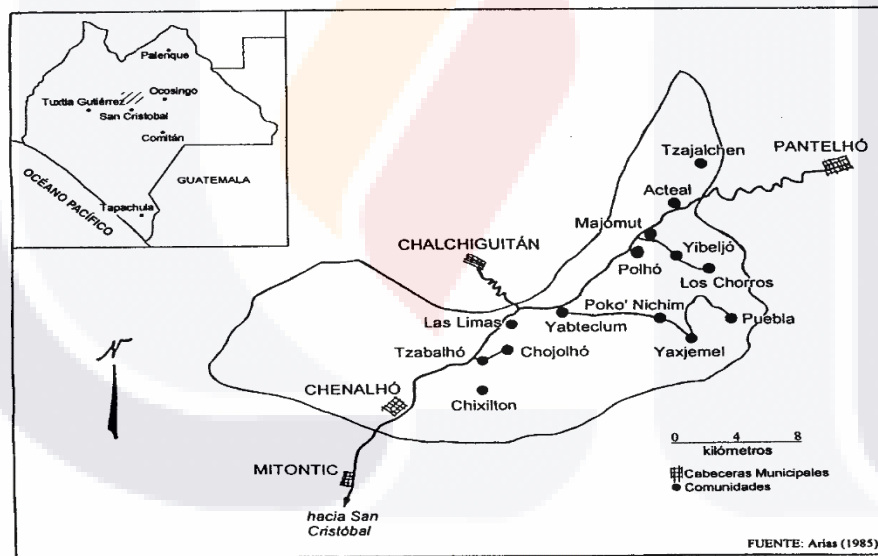 Palenque
Ocosingo
Tuxtla Gutiérrez
San Cristobal
Comitán
GUATEMALA
OCÉANO PACÍFICO
Tapachula
Tzajalchen
PANTELHÓ
Acteal
Majomut
CHALCHIGUITÁN
Yibeljó
Polhó
Los Chorros
Poko' Nichim
Las Limas
Yabteclum
Puebla
Tzabalhó
Chojolhó
Yaxjemel
CHENALHÓ
Chixilton
N
0 4 8
kilómetros
MITONTIC
Cabeceras Municipales
Comunidades
hacia San
Cristóbal
FUENTE: Arias (1985)